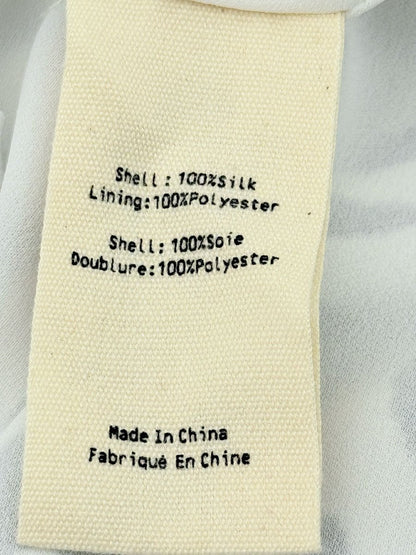 Shell: 100%Silk
Lining:100%Polyester
Shell:100%Soie
Doublure:100%Polyester
Made In China
Fabriqué En Chine